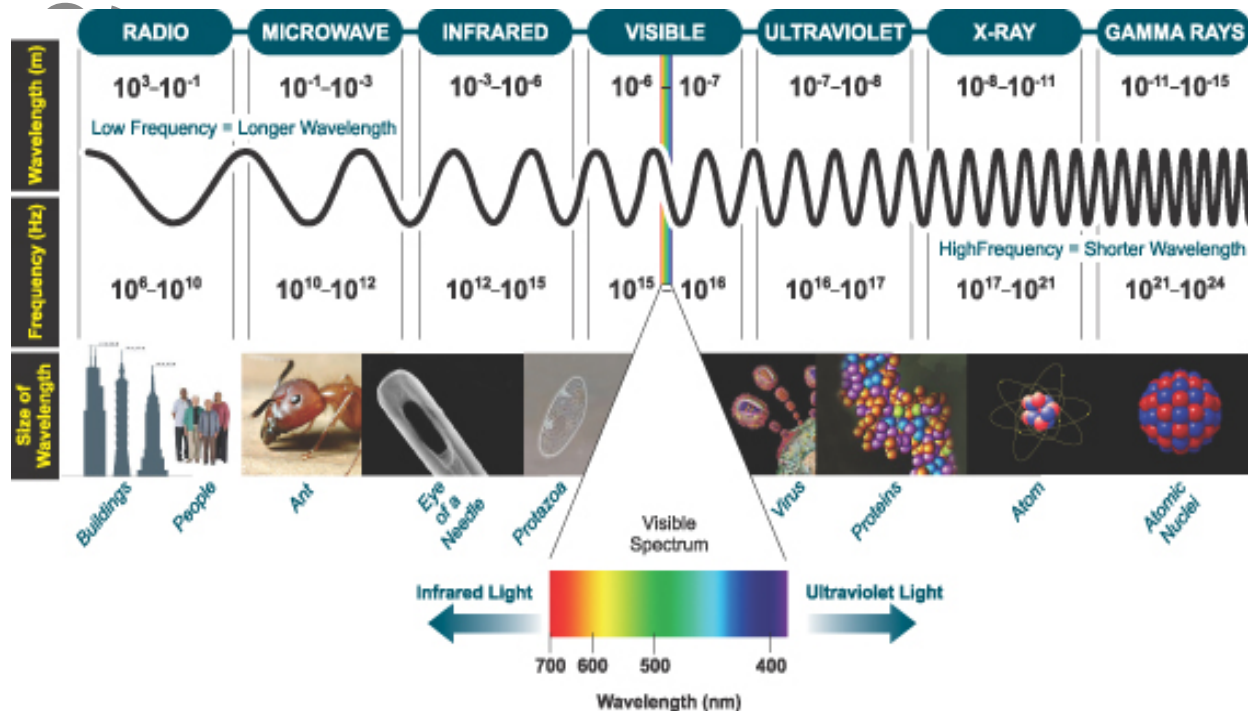 RADIO
MICROWAVE
INFRARED
VISIBLE
ULTRAVIOLET
X-RAY
GAMMA RAYS
Wavelength (m)
10³–10⁻¹
10⁻¹–10⁻³
10⁻³–10⁻⁶
10⁻⁶ – 10⁻⁷
10⁻⁷–10⁻⁸
10⁻⁸–10⁻¹¹
10⁻¹¹–10⁻¹⁵
Low Frequency = Longer Wavelength
HighFrequency = Shorter Wavelength
Frequency (Hz)
10⁶–10¹⁰
10¹⁰–10¹²
10¹²–10¹⁵
10¹⁵ – 10¹⁶
10¹⁶–10¹⁷
10¹⁷–10²¹
10²¹–10²⁴
Size of
Wavelength
Buildings
People
Ant
Eye
of a
Needle
Protazoa
Virus
Proteins
Atom
Atomic
Nuclei
Visible
Spectrum
Infrared Light
Ultraviolet Light
700 600 500 400
Wavelength (nm)